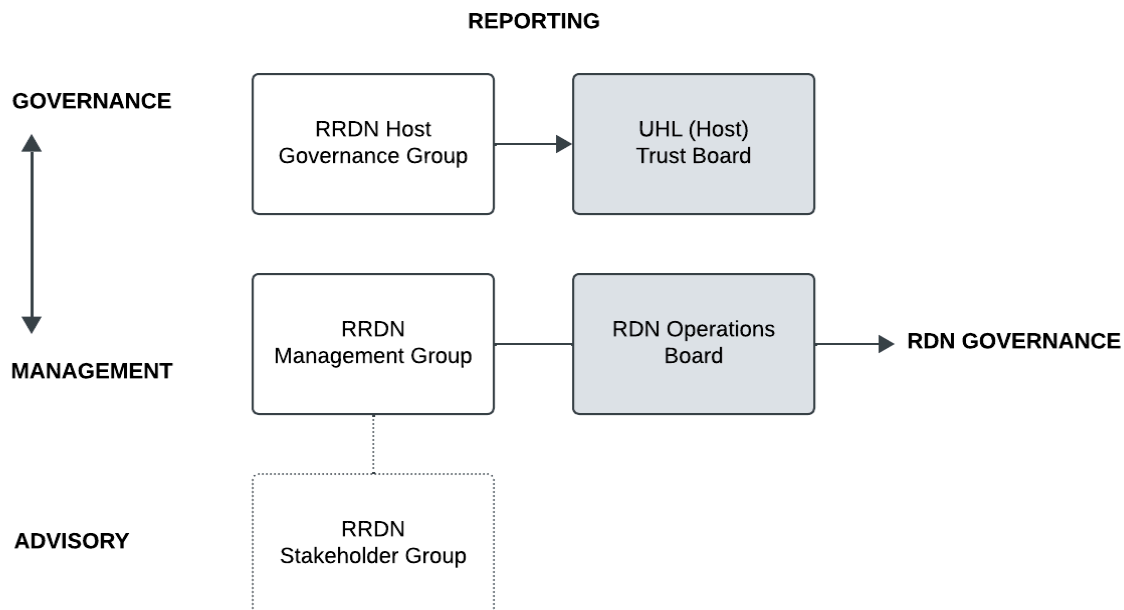 REPORTING
GOVERNANCE
RRDN Host
Governance Group
UHL (Host)
Trust Board
RRDN
Management Group
RDN Operations
Board
RDN GOVERNANCE
MANAGEMENT
ADVISORY
RRDN
Stakeholder Group